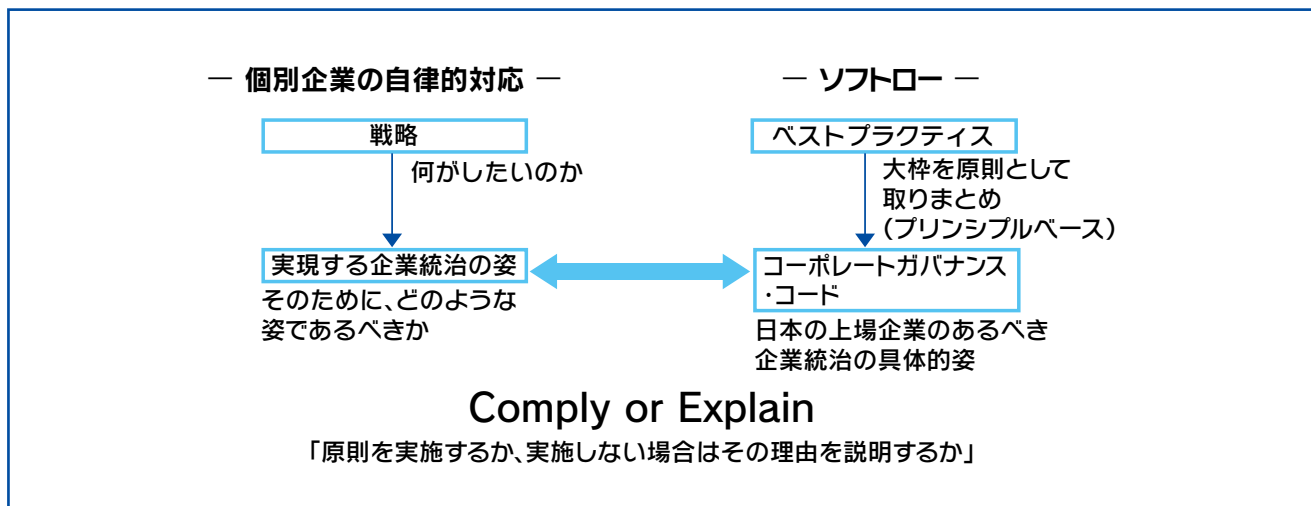 ― 個別企業の自律的対応 ―
戦略
何がしたいのか
実現する企業統治の姿
そのために、どのような
姿であるべきか
― ソフトロー ―
ベストプラクティス
大枠を原則として
取りまとめ
(プリンシプルベース)
コーポレートガバナンス
・コード
日本の上場企業のあるべき
企業統治の具体的姿
Comply or Explain
「原則を実施するか、実施しない場合はその理由を説明するか」